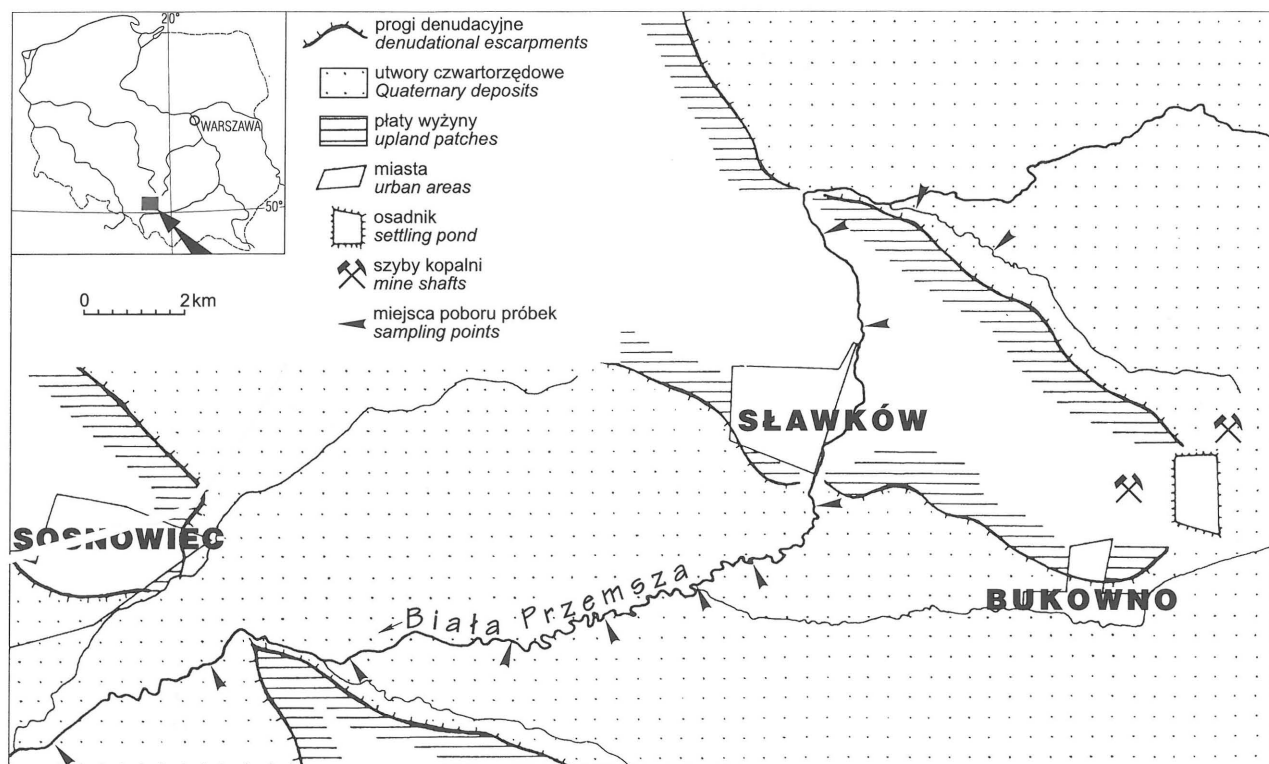 20°
WARSZAWA
50°
progi denudacyjne
denudational escarpments
utwory czwartorzędowe
Quaternary deposits
płaty wyżyny
upland patches
miasta
urban areas
osadnik
settling pond
szyby kopalni
mine shafts
miejsca poboru próbek
sampling points
0 2 km
SŁAWKÓW
SOSNOWIEC
BUKOWNO
Biała Przemsza